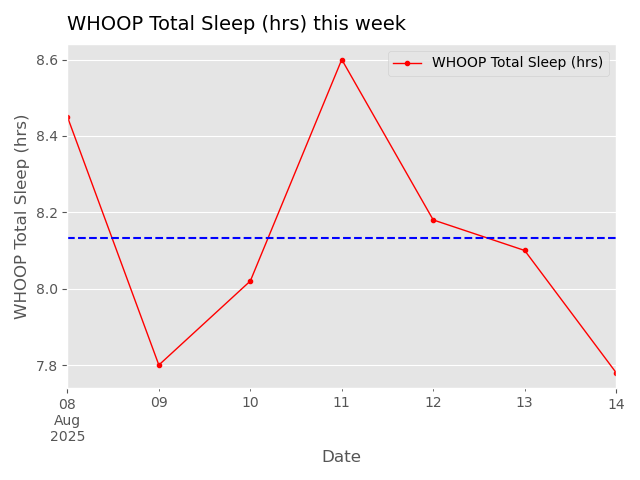 WHOOP Total Sleep (hrs) this week
WHOOP Total Sleep (hrs)
WHOOP Total Sleep (hrs)
8.6
8.4
8.2
8.0
7.8
08 09 10 11 12 13 14
Aug
2025
Date